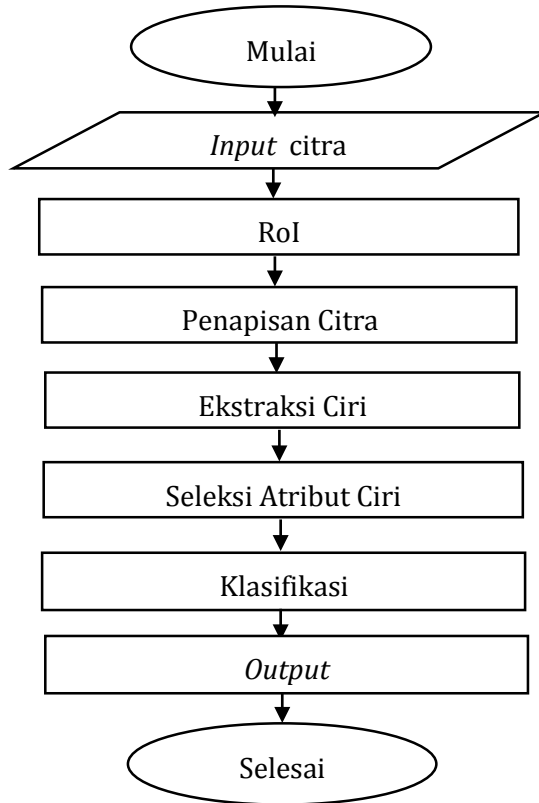 Mulai
Input citra
RoI
Penapisan Citra
Ekstraksi Ciri
Seleksi Atribut Ciri
Klasifikasi
Output
Selesai